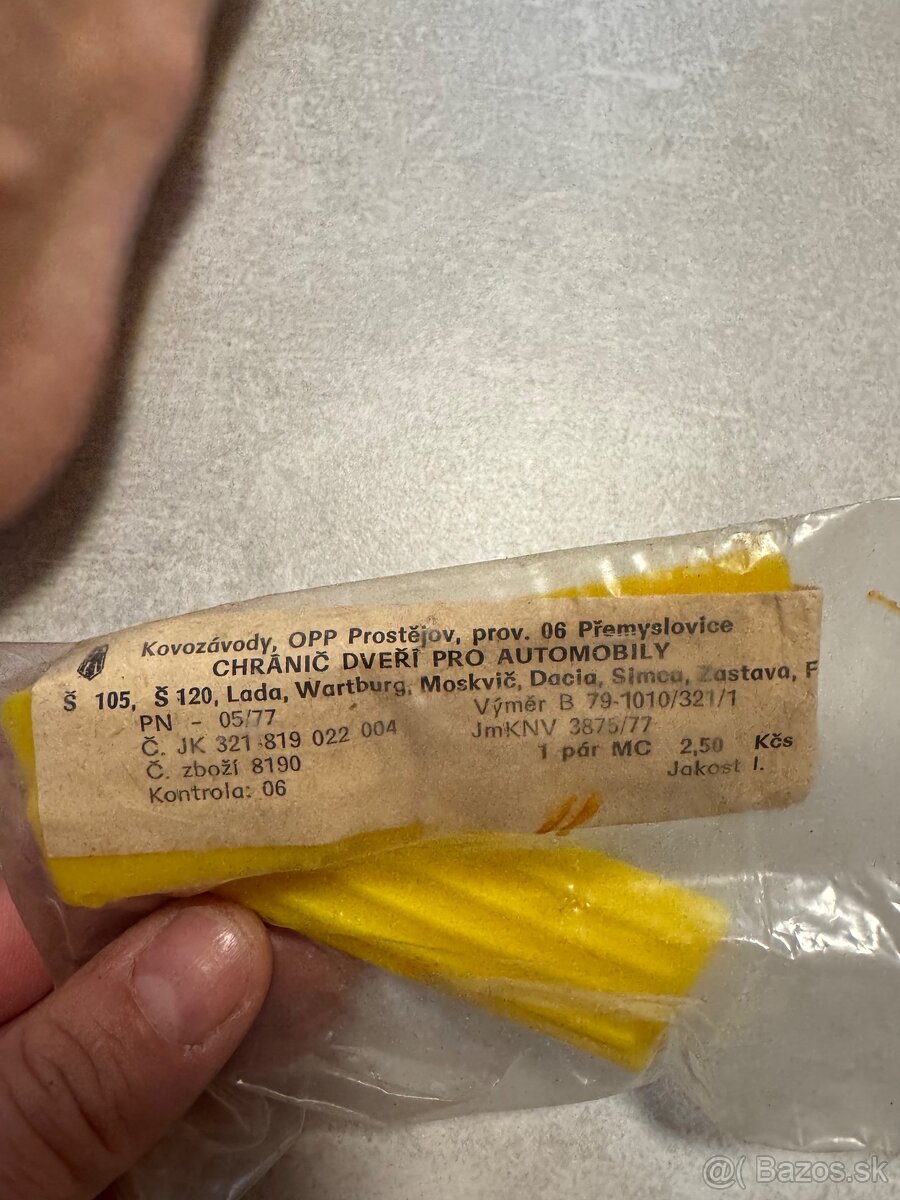 Kovozávody, OPP Prostějov, prov. 06 Přemyslovice
CHRÁNIČ DVEŘÍ PRO AUTOMOBILY
Š 105, Š 120, Lada, Wartburg, Moskvič, Dacia, Simca, Zastava, F
PN - 05/77
Výměr B 79-1010/321/1
Č. JK 321 819 022 004
JmKNV 3875/77
Č. zboží 8190
1 pár MC 2,50 Kčs
Kontrola: 06
Jakost I.
@( Bazos.sk